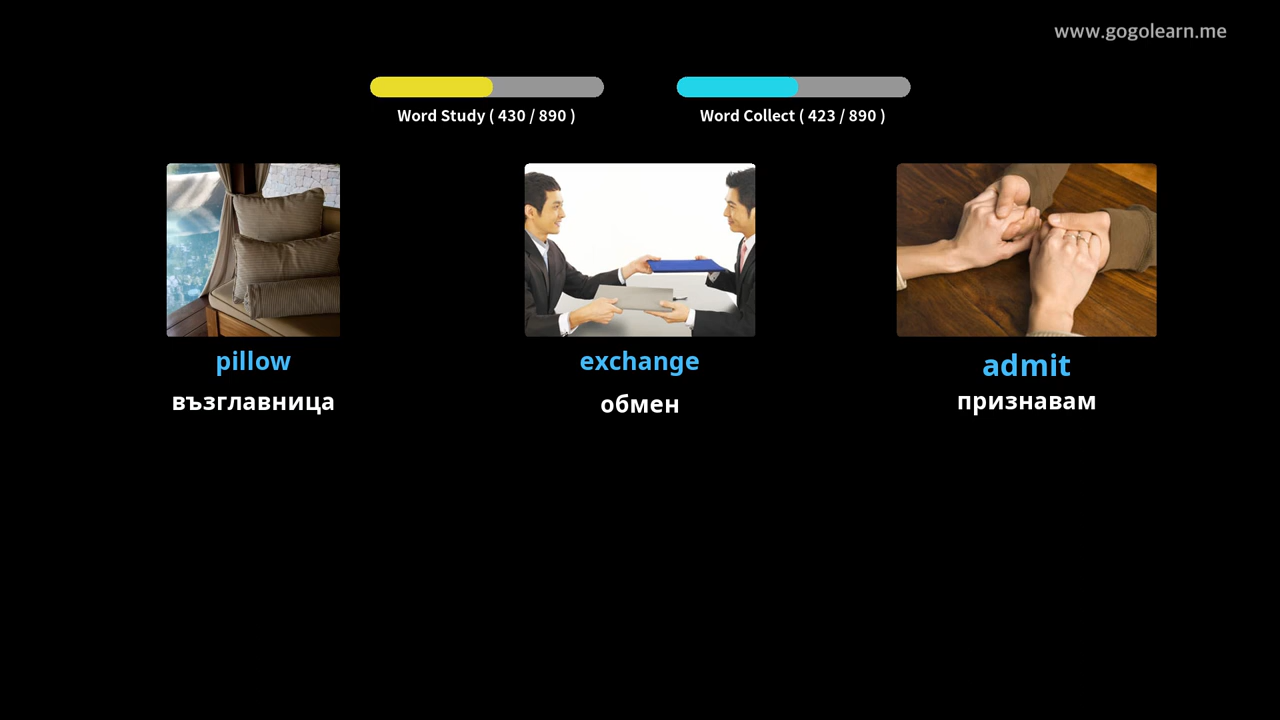 www.gogolearn.me
Word Study ( 430 / 890 )
Word Collect ( 423 / 890 )
pillow
възглавница
exchange
обмен
admit
признавам